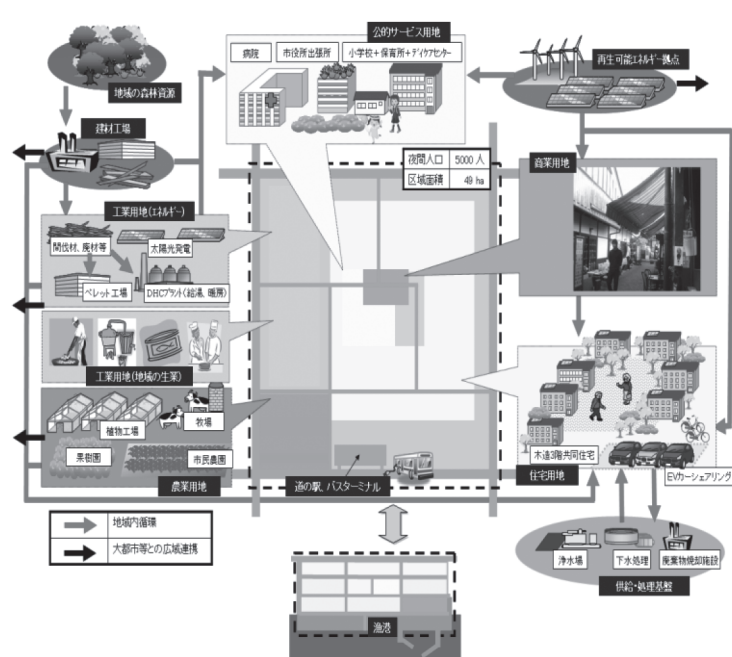 公的サービス用地
病院
市役所出張所
小学校＋保育所＋デイケアセンター
地域の森林資源
再生可能エネルギー拠点
建材工場
夜間人口 5000 人
区域面積 49 ha
商業用地
工業用地(エネルギー)
間伐材、廃材等
太陽光発電
ペレット工場
DHCプラント(給湯、暖房)
工業用地(地域の生業)
植物工場
牧場
果樹園
市民農園
農業用地
道の駅、バスターミナル
木造3階共同住宅
住宅用地
EVカーシェアリング
地域内循環
大都市等との広域連携
浄水場
下水処理
廃棄物焼却施設
供給・処理基盤
漁港